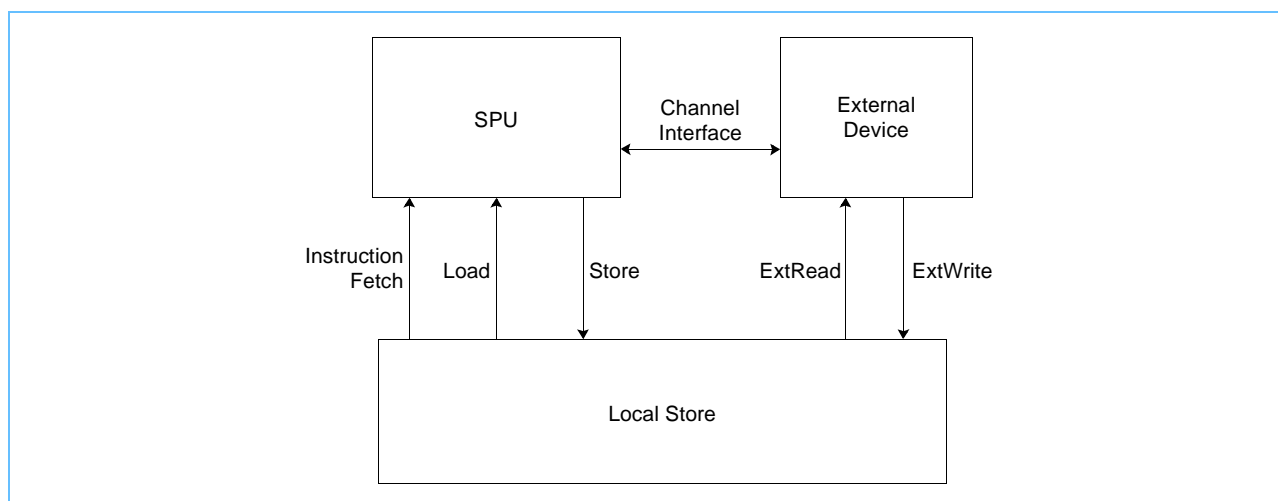 SPU
Channel
Interface
External
Device
Instruction
Fetch
Load
Store
ExtRead
ExtWrite
Local Store